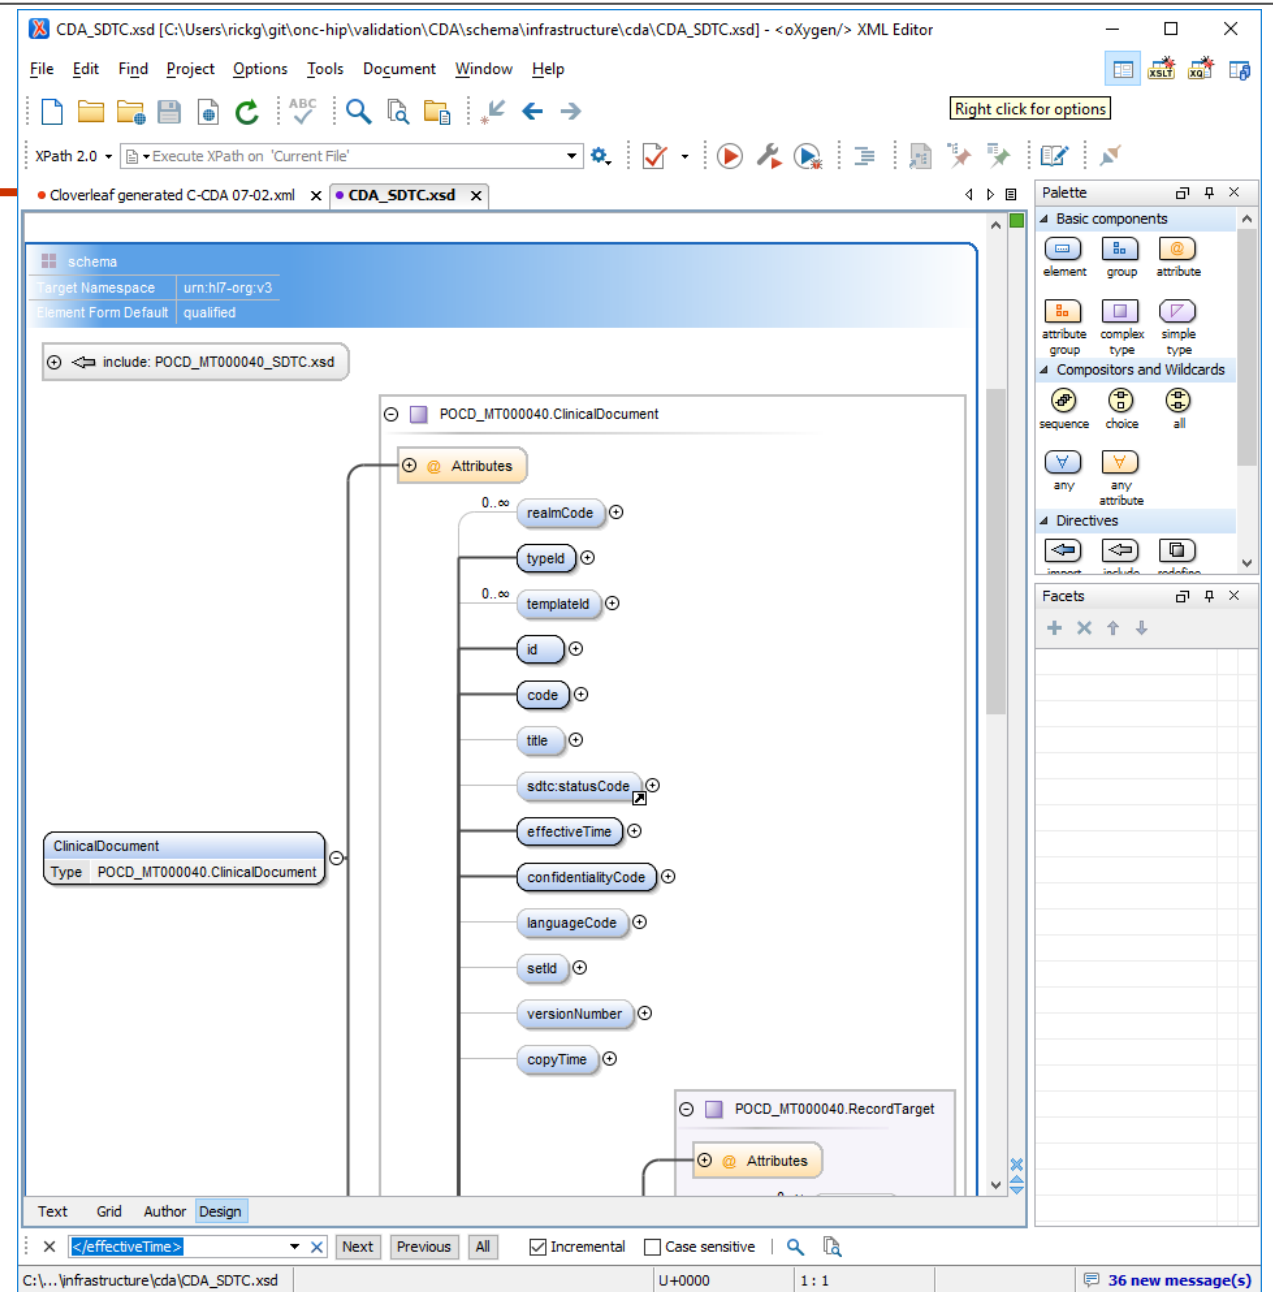 CDA_SDTC.xsd [C:\Users\rickg\git\onc-hip\validation\CDA\schema\infrastructure\cda\CDA_SDTC.xsd] - <oXygen/> XML Editor
File Edit Find Project Options Tools Document Window Help
XSLT XQ
ABC
Right click for options
XPath 2.0 Execute XPath on 'Current File'
Cloverleaf generated C-CDA 07-02.xml X CDA_SDTC.xsd X
schema
Target Namespace urn:hl7-org:v3
Element Form Default qualified
include: POCD_MT000040_SDTC.xsd
POCD_MT000040.ClinicalDocument
@ Attributes
0..∞ realmCode
typeId
0..∞ templateId
id
code
title
sdtc:statusCode
effectiveTime
ClinicalDocument
Type POCD_MT000040.ClinicalDocument
confidentialityCode
languageCode
setId
versionNumber
copyTime
POCD_MT000040.RecordTarget
@ Attributes
Palette
Basic components
element group attribute
attribute group complex type simple type
Compositors and Wildcards
sequence choice all
any any attribute
Directives
import include redefine
Facets
Text Grid Author Design
</effectiveTime> Next Previous All Incremental Case sensitive
C:\...\infrastructure\cda\CDA_SDTC.xsd U+0000 1 : 1 36 new message(s)